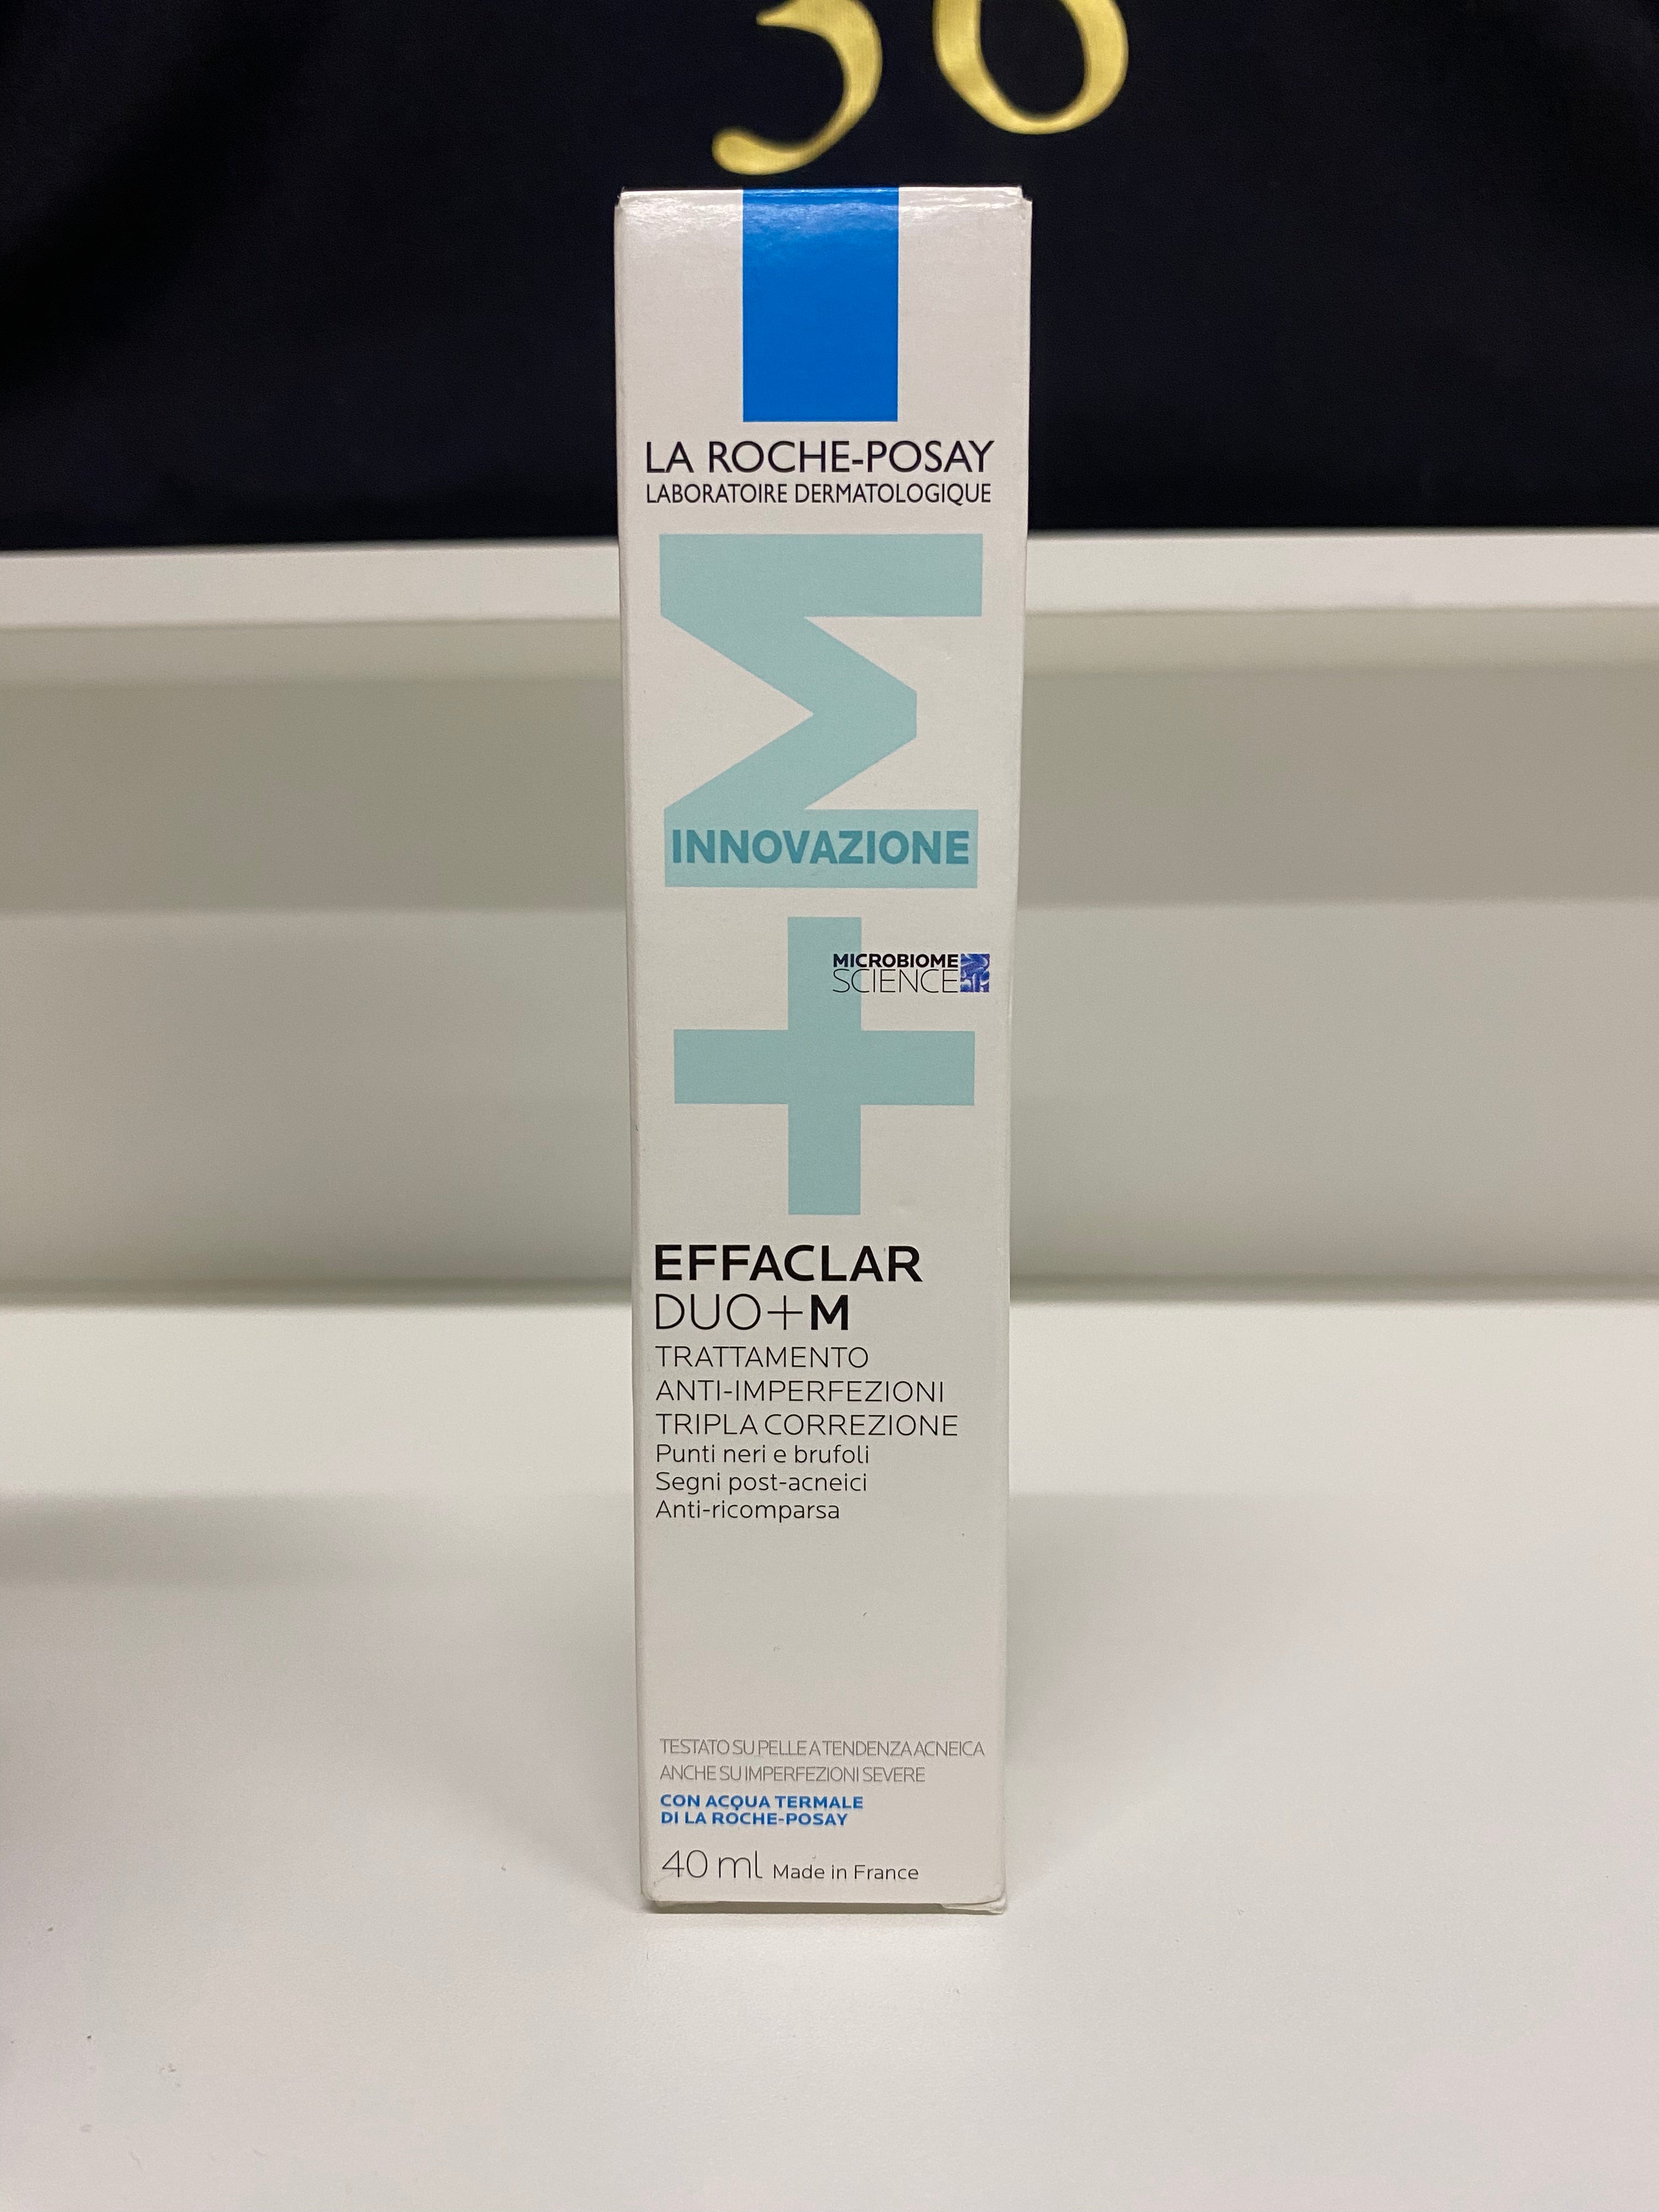 LA ROCHE-POSAY
LABORATOIRE DERMATOLOGIQUE
M
INNOVAZIONE
+
MICROBIOME
SCIENCE
EFFACLAR
DUO+M
TRATTAMENTO
ANTI-IMPERFEZIONI
TRIPLA CORREZIONE
Punti neri e brufoli
Segni post-acneici
Anti-ricomparsa
TESTATO SU PELLE A TENDENZA ACNEICA
ANCHE SU IMPERFEZIONI SEVERE
CON ACQUA TERMALE
DI LA ROCHE-POSAY
40 ml Made in France